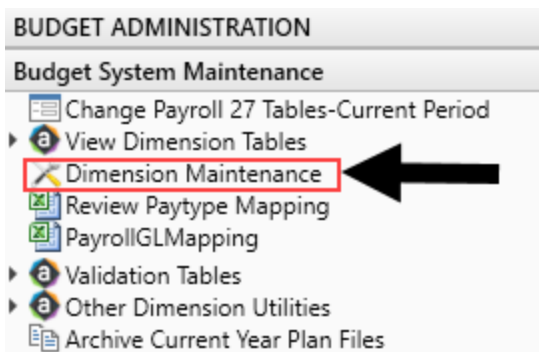 BUDGET ADMINISTRATION
Budget System Maintenance
Change Payroll 27 Tables-Current Period
View Dimension Tables
Dimension Maintenance
Review Paytype Mapping
PayrollGLMapping
Validation Tables
Other Dimension Utilities
Archive Current Year Plan Files